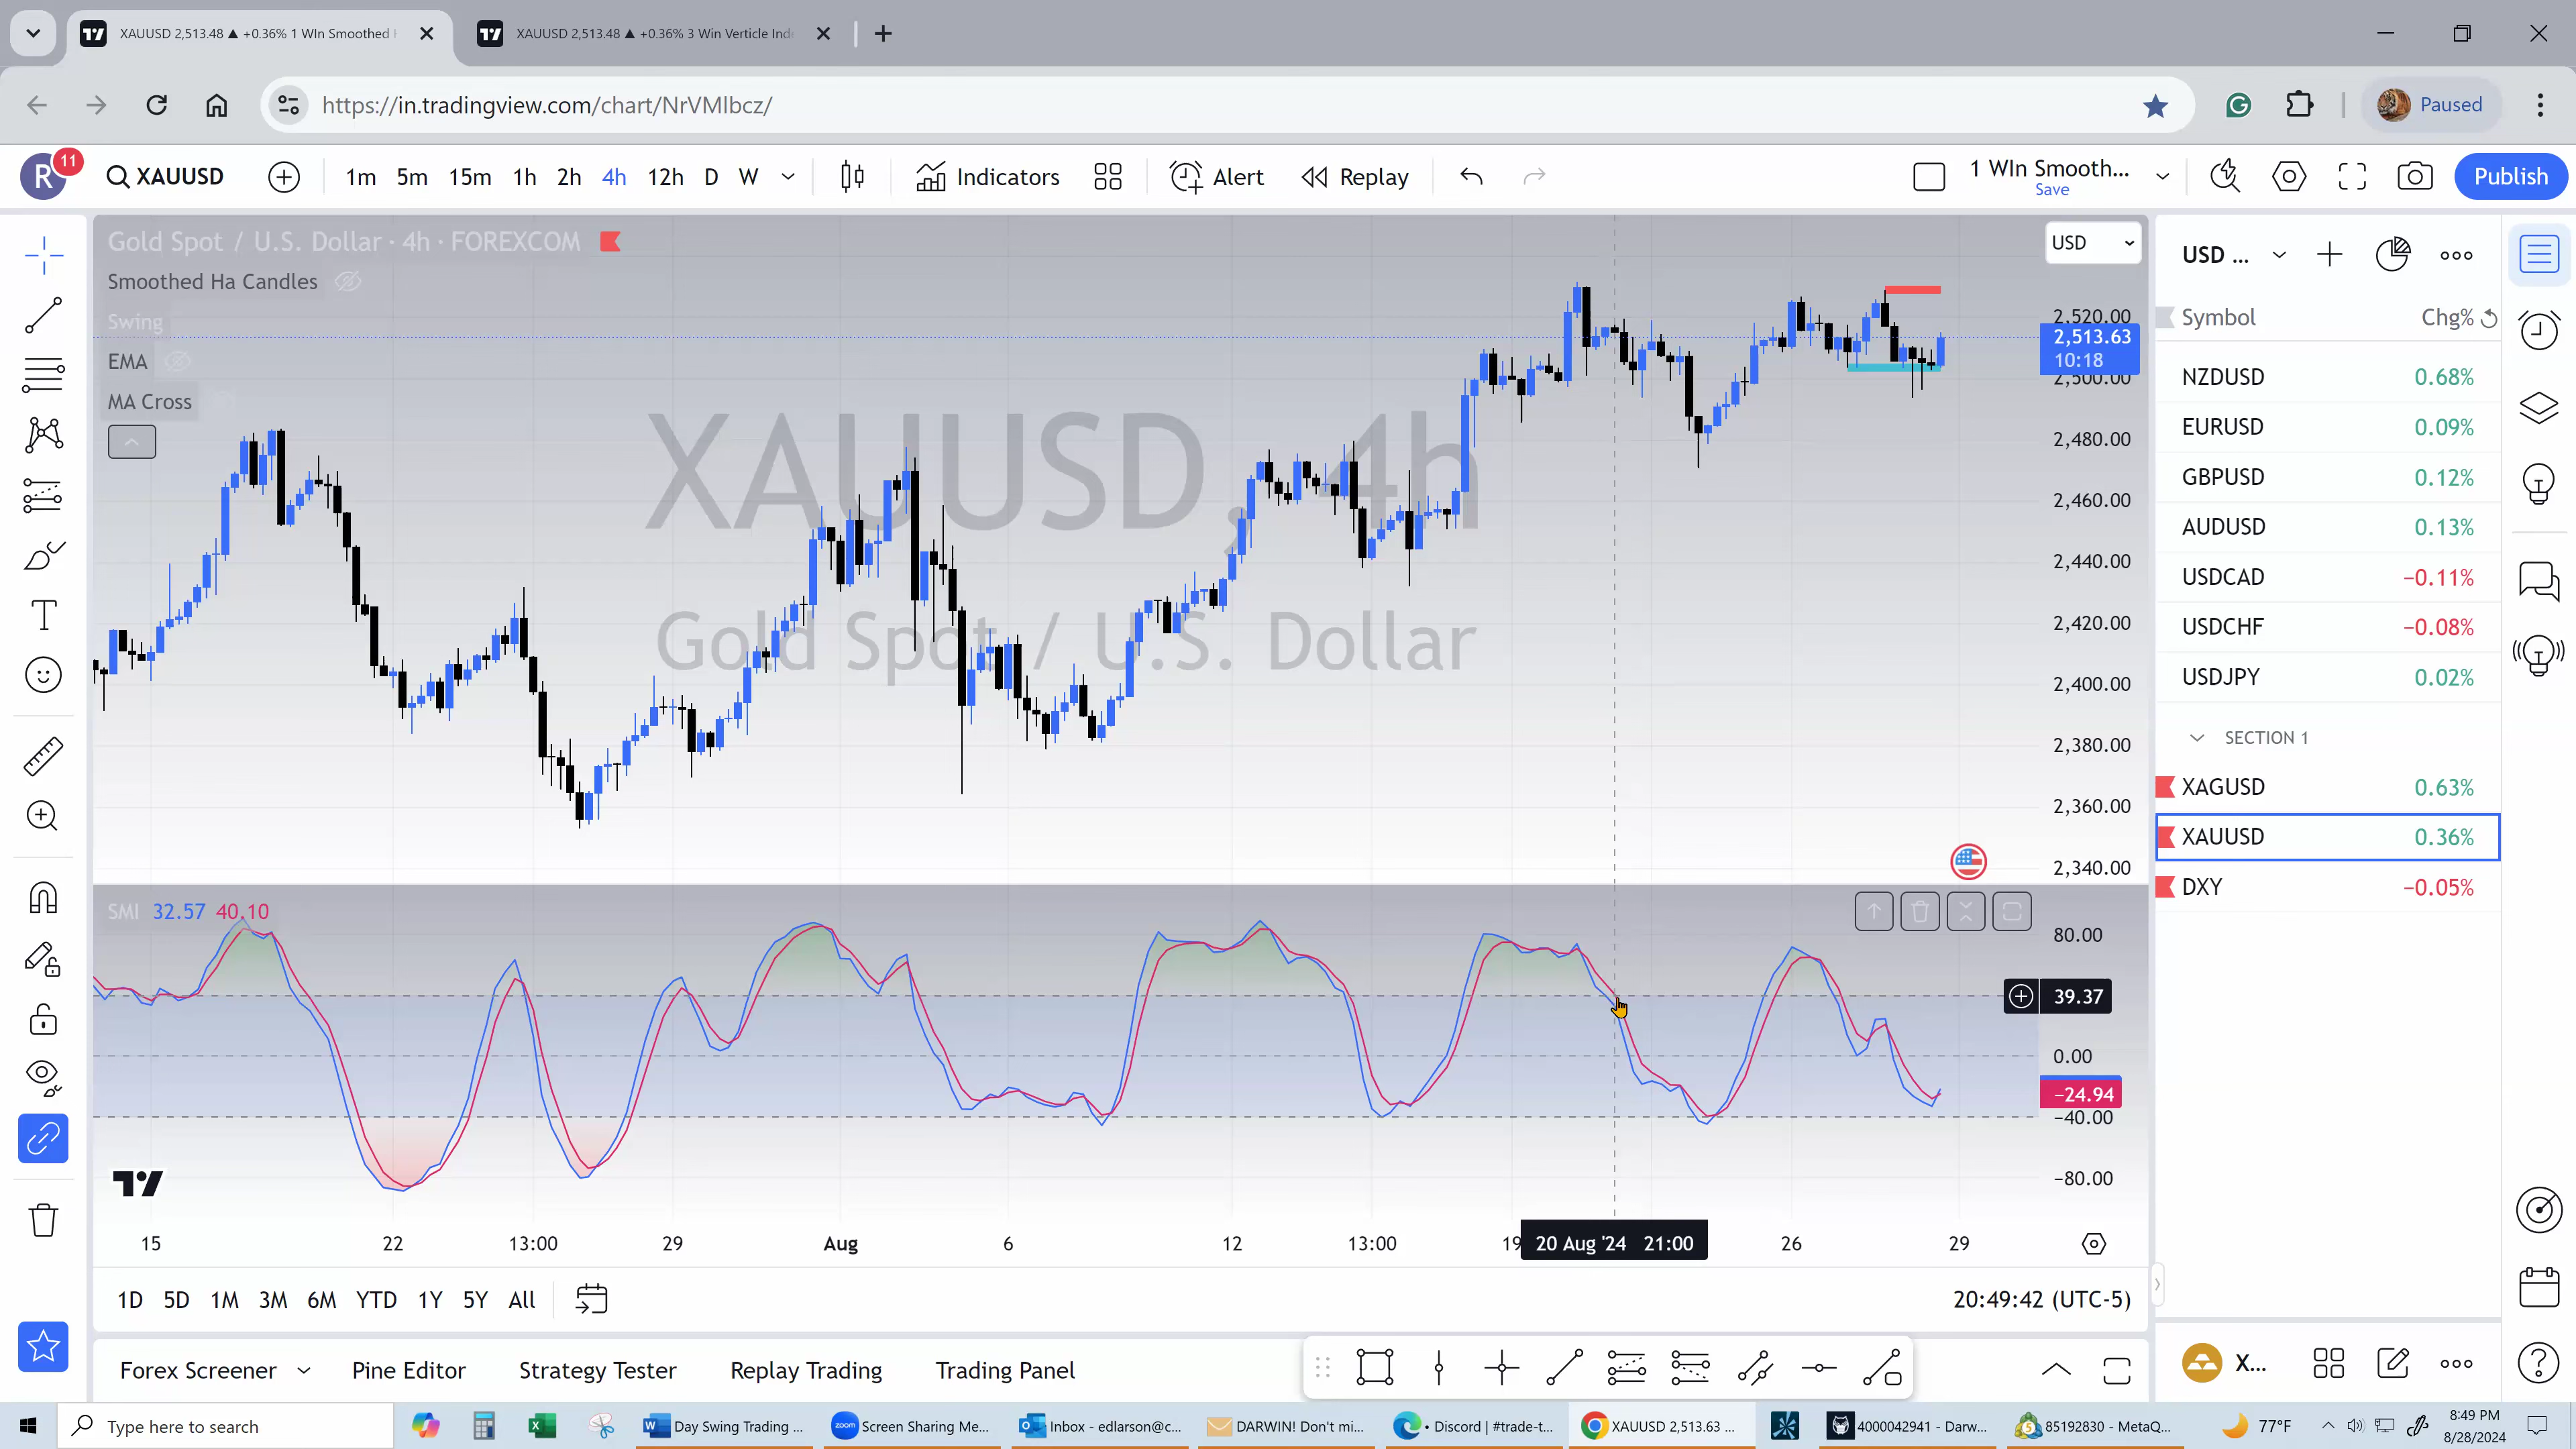 XAUUSD 2,513.48 ▲ +0.36% 1 WIn Smoothed
XAUUSD 2,513.48 ▲ +0.36% 3 Win Verticle Ind
https://in.tradingview.com/chart/NrVMlbcz/
Paused
R 11 XAUUSD 1m 5m 15m 1h 2h 4h 12h D W Indicators Alert Replay 1 WIn Smooth... Save Publish
Gold Spot / U.S. Dollar · 4h · FOREXCOM
Smoothed Ha Candles
Swing
EMA
MA Cross
XAUUSD, 4h
Gold Spot / U.S. Dollar
USD
2,520.00
2,513.63
10:18
2,500.00
2,480.00
2,460.00
2,440.00
2,420.00
2,400.00
2,380.00
2,360.00
2,340.00
SMI 32.57 40.10
80.00
39.37
0.00
−24.94
−40.00
−80.00
15 22 13:00 29 Aug 6 12 13:00 19 20 Aug '24 21:00 26 29
1D 5D 1M 3M 6M YTD 1Y 5Y All
20:49:42 (UTC-5)
Forex Screener Pine Editor Strategy Tester Replay Trading Trading Panel
USD ...
Symbol Chg%
NZDUSD 0.68%
EURUSD 0.09%
GBPUSD 0.12%
AUDUSD 0.13%
USDCAD −0.11%
USDCHF −0.08%
USDJPY 0.02%
SECTION 1
XAGUSD 0.63%
XAUUSD 0.36%
DXY −0.05%
X...
Type here to search
Day Swing Trading ...
zoom Screen Sharing Me...
Inbox - edlarson@c...
DARWIN! Don't mi...
• Discord | #trade-t...
XAUUSD 2,513.63 ...
4000042941 - Darw...
85192830 - MetaQ...
77°F
8:49 PM
8/28/2024